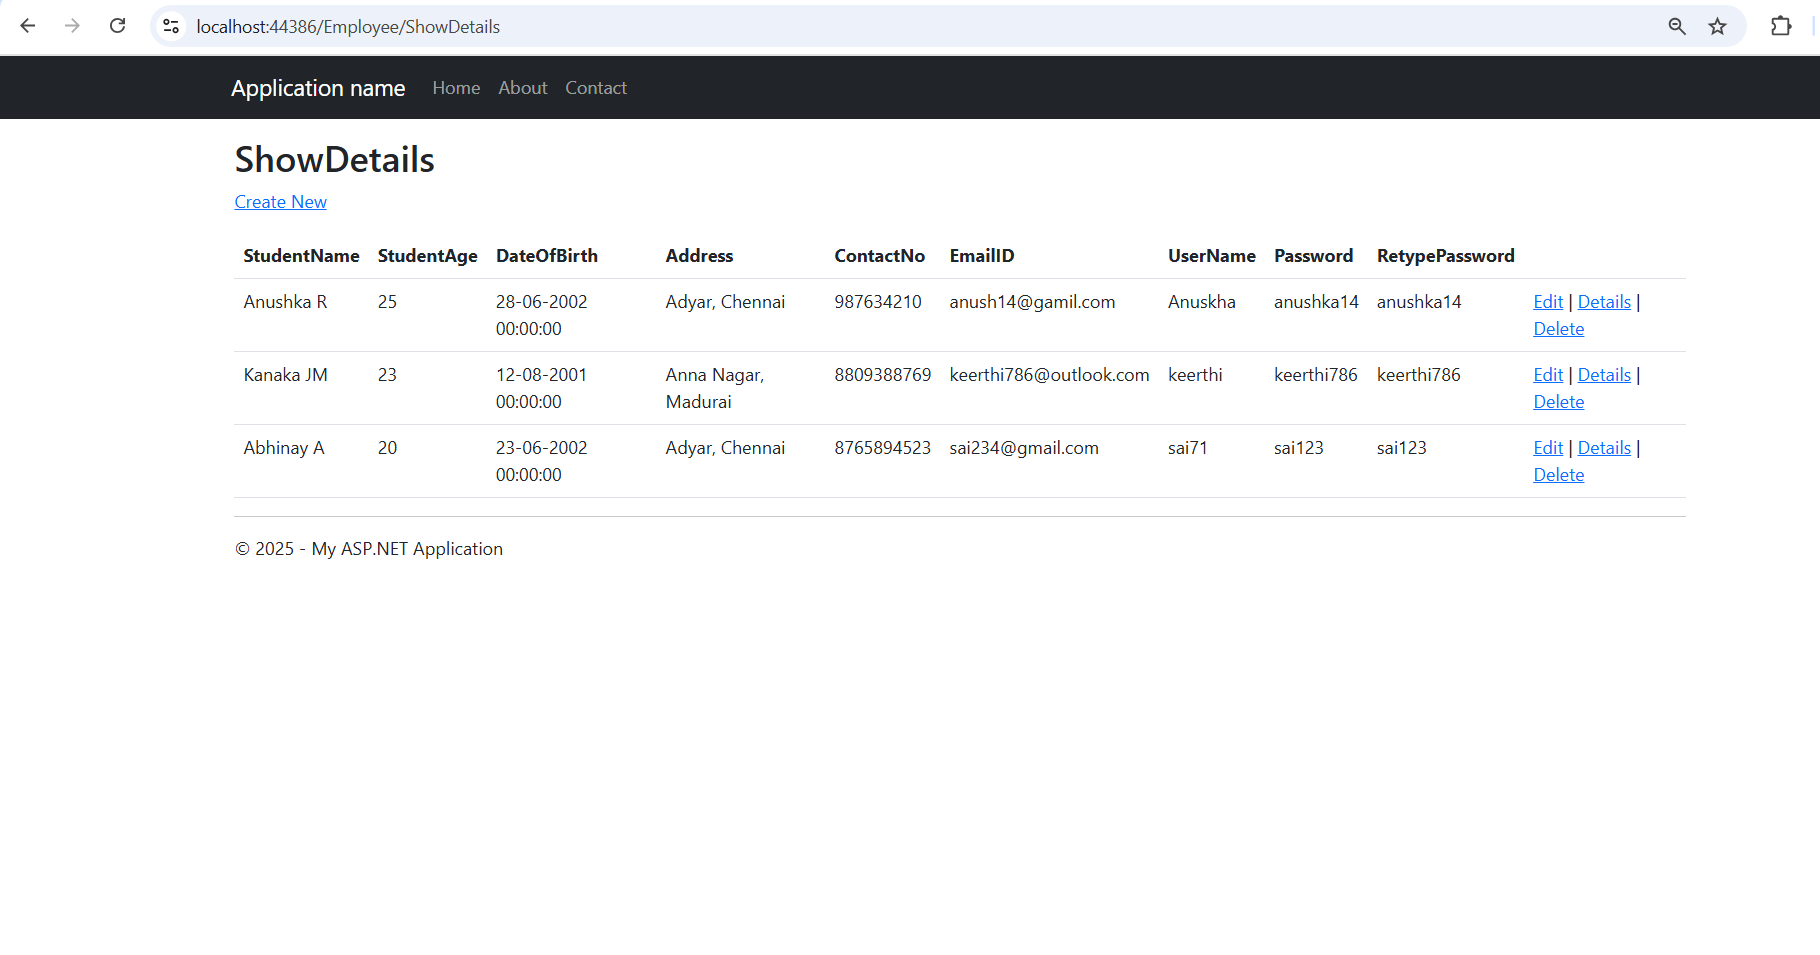 localhost:44386/Employee/ShowDetails
Application name Home About Contact
ShowDetails
Create New
StudentName StudentAge DateOfBirth Address ContactNo EmailID UserName Password RetypePassword
Anushka R 25 28-06-2002 Adyar, Chennai 987634210 anush14@gamil.com Anuskha anushka14 anushka14 Edit | Details |
00:00:00 Delete
Kanaka JM 23 12-08-2001 Anna Nagar, 8809388769 keerthi786@outlook.com keerthi keerthi786 keerthi786 Edit | Details |
00:00:00 Madurai Delete
Abhinay A 20 23-06-2002 Adyar, Chennai 8765894523 sai234@gmail.com sai71 sai123 sai123 Edit | Details |
00:00:00 Delete
© 2025 - My ASP.NET Application